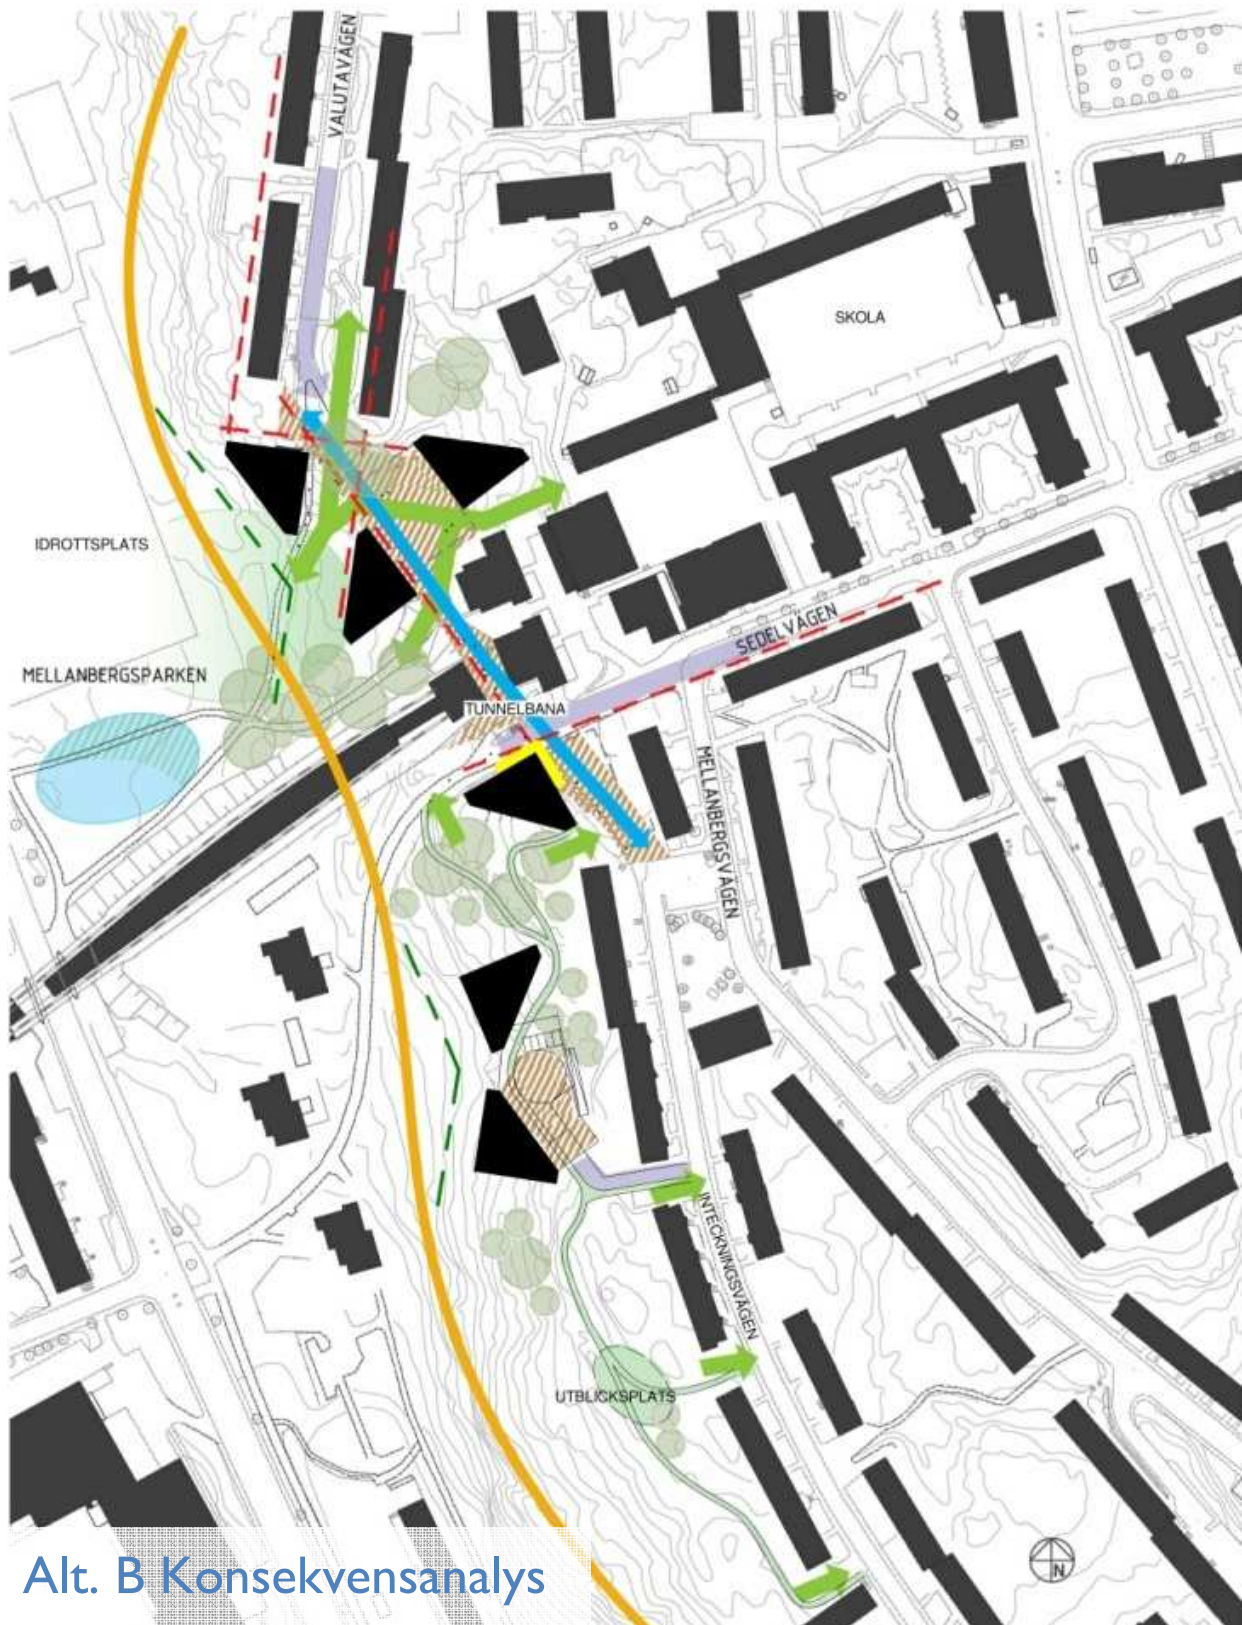 VALUTAVÄGEN
SKOLA
IDROTTSPLATS
SEDELVÄGEN
MELLANBERGSPARKEN
TUNNELBANA
MELLANBERGSVÄGEN
INTECKNINGSVÄGEN
UTBLICKSPLATS
N
Alt. B Konsekvensanalys